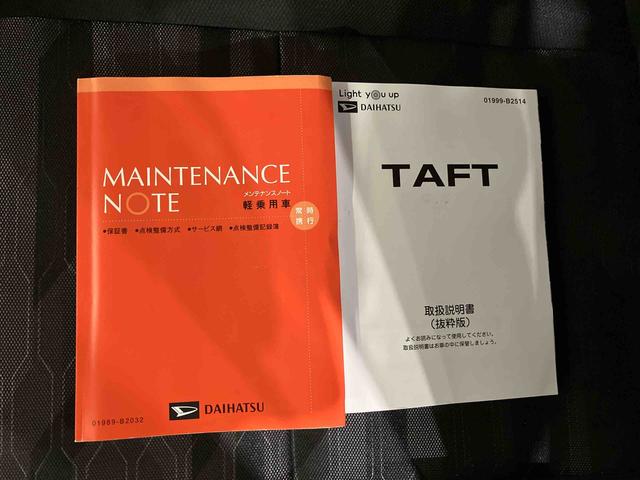 MAINTENANCE
NOTE
メンテナンスノート
軽乗用車
常時
携行
●保証書 ●点検整備方式 ●サービス網 ●点検整備記録簿
01989-B2032
DAIHATSU
Light you up
DAIHATSU
01999-B2514
TAFT
取扱説明書
（抜粋版）
よくお読みになって使用してください。
取扱説明書はお車の中に保管しましょう。